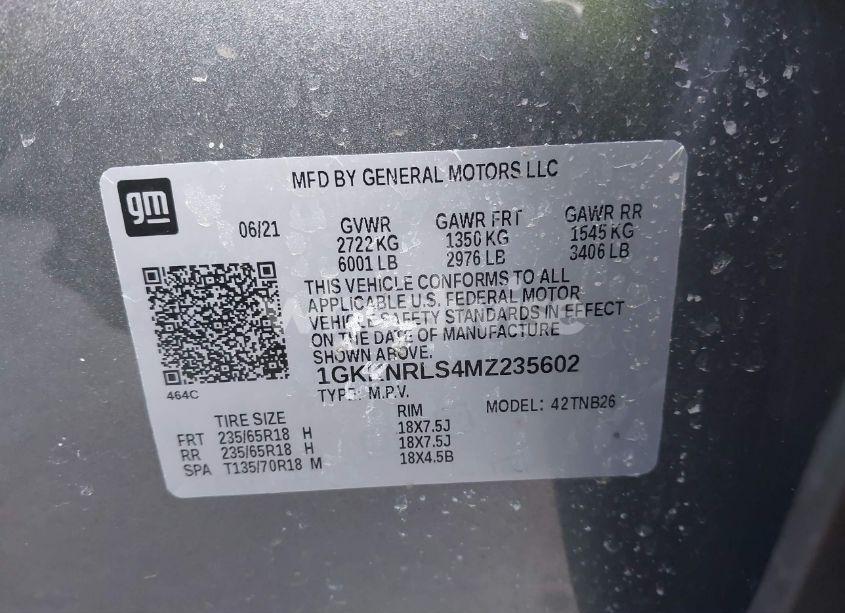 gm
MFD BY GENERAL MOTORS LLC
06/21
GVWR GAWR FRT GAWR RR
2722 KG 1350 KG 1545 KG
6001 LB 2976 LB 3406 LB
THIS VEHICLE CONFORMS TO ALL
APPLICABLE U.S. FEDERAL MOTOR
VEHICLE SAFETY STANDARDS IN EFFECT
ON THE DATE OF MANUFACTURE
SHOWN ABOVE.
464C
TYPE: M.P.V.
MODEL: 42TNB26
TIRE SIZE RIM
FRT 235/65R18 H 18X7.5J
RR 235/65R18 H 18X7.5J
SPA T135/70R18 M 18X4.5B